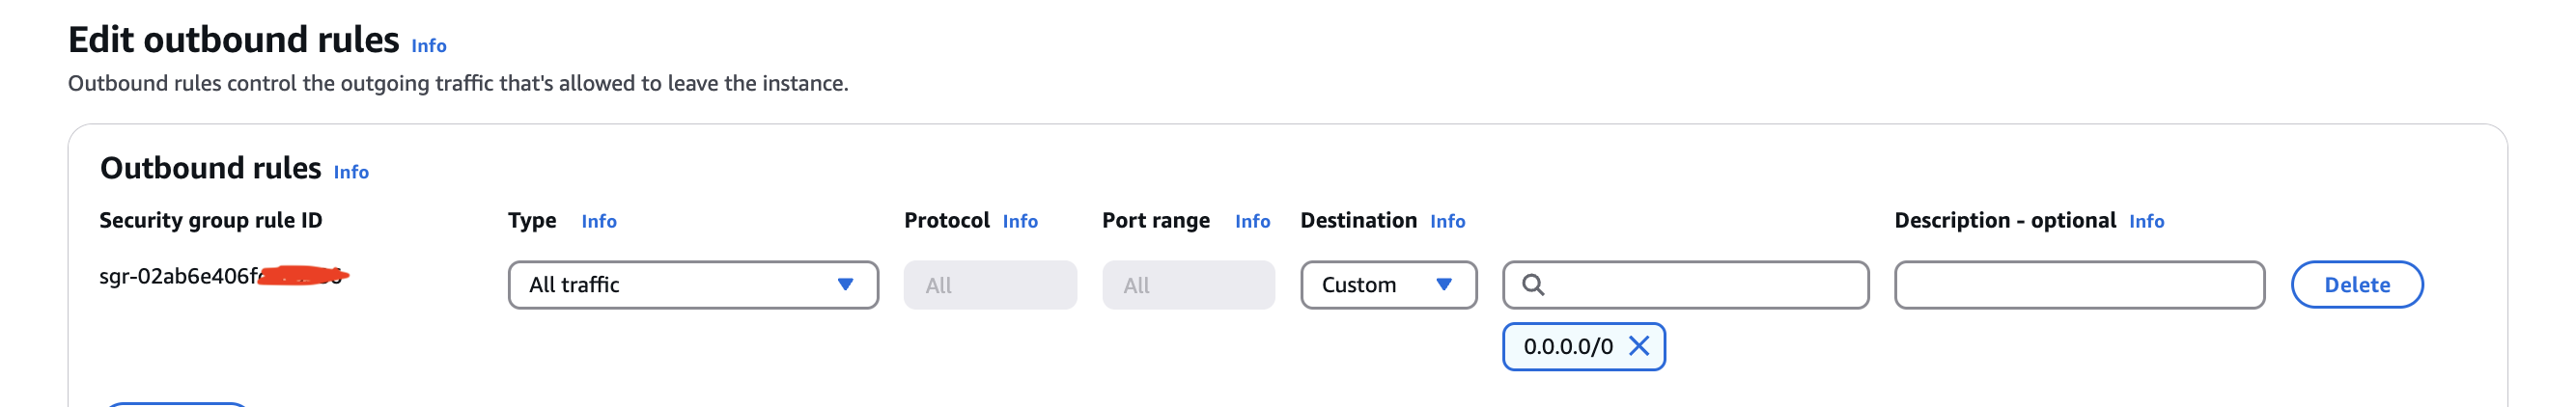 Edit outbound rules Info
Outbound rules control the outgoing traffic that's allowed to leave the instance.
Outbound rules Info
Security group rule ID Type Info Protocol Info Port range Info Destination Info Description - optional Info
sgr-02ab6e406f All traffic All All Custom Delete
0.0.0.0/0